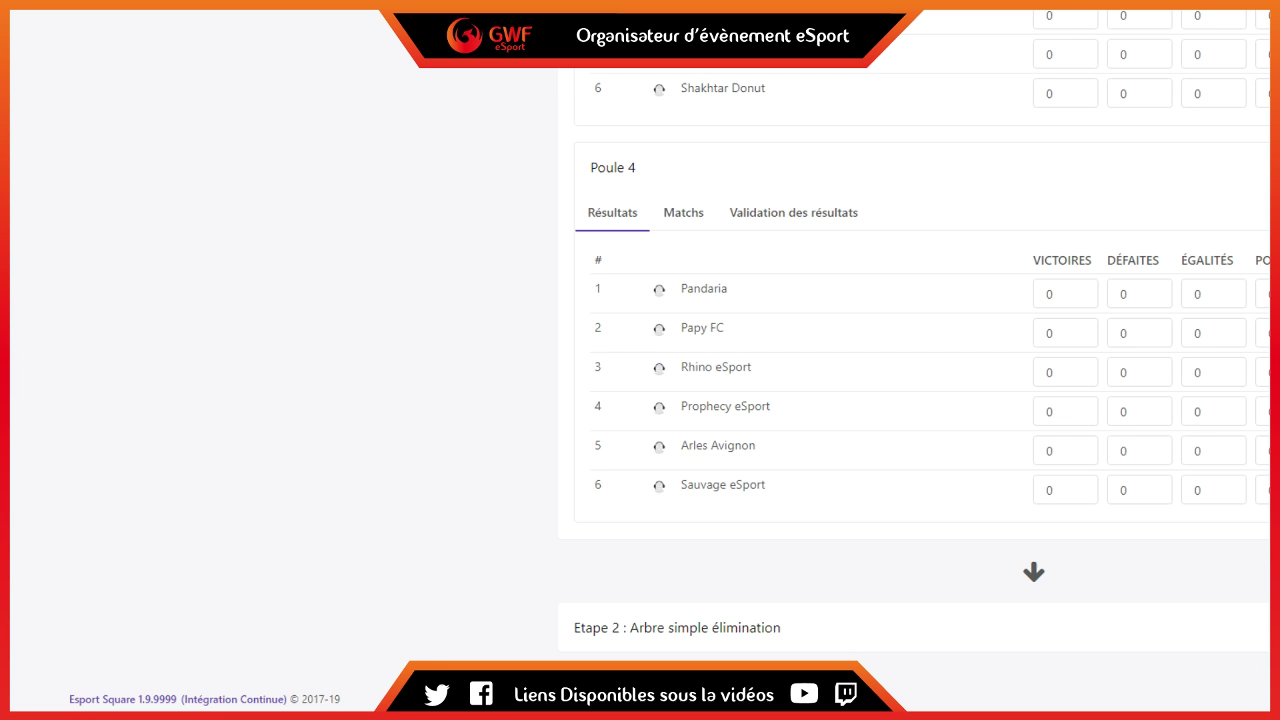 GWF
eSport
Organisateur d'évènement eSport
0 0 0
0 0 0
6 Shakhtar Donut 0 0 0
Poule 4
Résultats Matchs Validation des résultats
# VICTOIRES DÉFAITES ÉGALITÉS PO
1 Pandaria 0 0 0
2 Papy FC 0 0 0
3 Rhino eSport 0 0 0
4 Prophecy eSport 0 0 0
5 Arles Avignon 0 0 0
6 Sauvage eSport 0 0 0
Etape 2 : Arbre simple élimination
Liens Disponibles sous la vidéos
Esport Square 1.9.9999 (Intégration Continue) © 2017-19